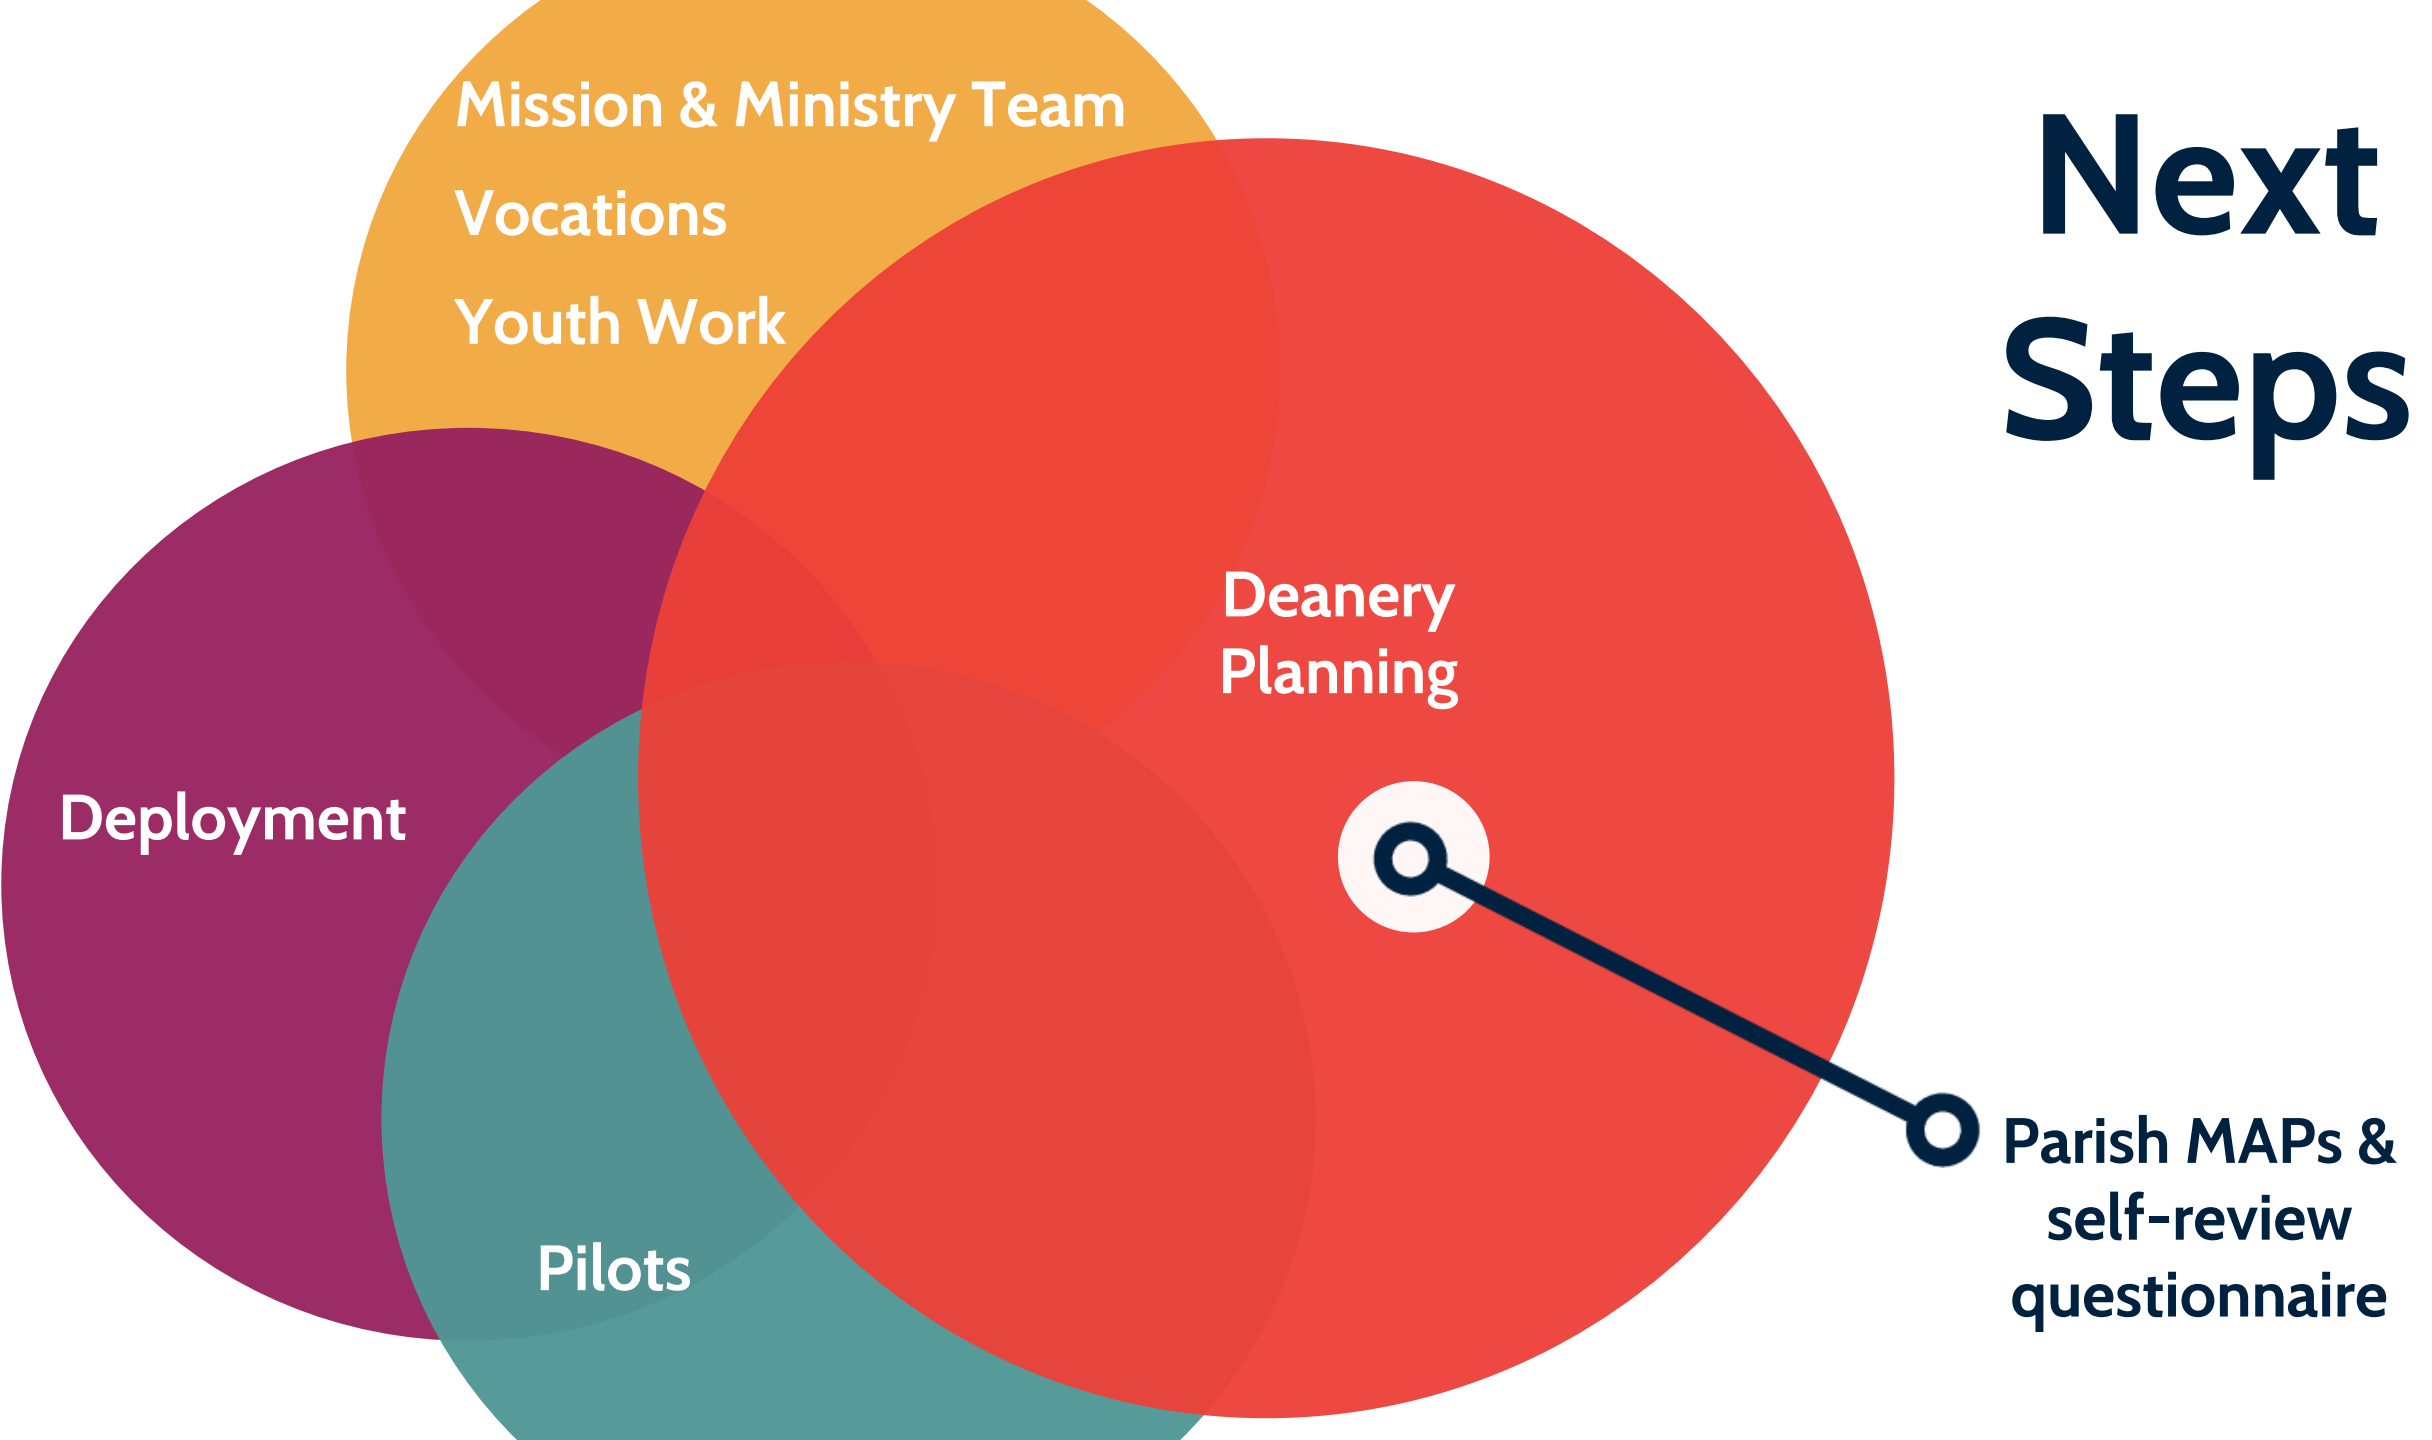 Mission & Ministry Team
Vocations
Youth Work
Next
Steps
Deanery
Planning
Deployment
Pilots
Parish MAPs &
self-review
questionnaire